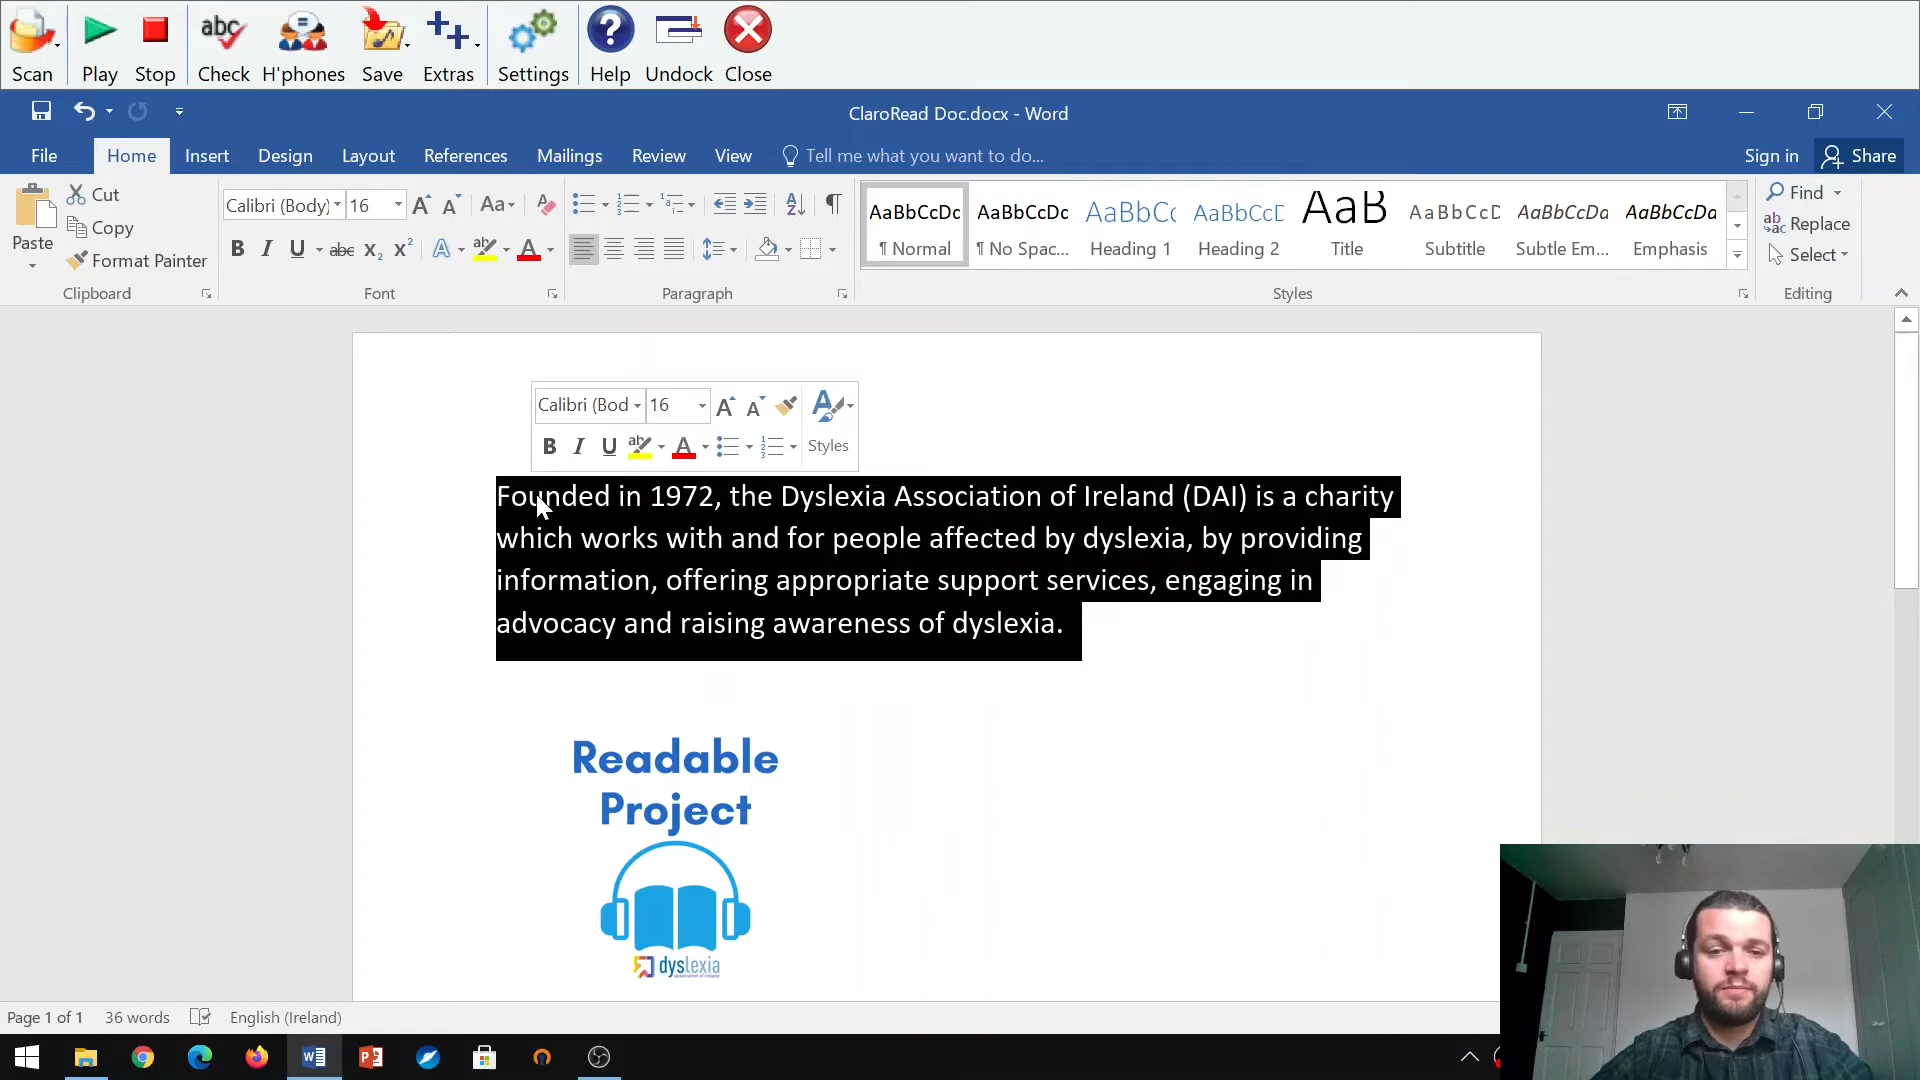 Scan Play Stop Check H'phones Save Extras Settings Help Undock Close
abc
ClaroRead Doc.docx - Word
File Home Insert Design Layout References Mailings Review View Tell me what you want to do... Sign in Share
Cut
Copy
Format Painter
Paste
Clipboard
Calibri (Body) 16
Font
Paragraph
AaBbCcDc AaBbCcDc AaBbCc AaBbCcD AaB AaBbCcD AaBbCcDa AaBbCcDa
¶ Normal ¶ No Spac... Heading 1 Heading 2 Title Subtitle Subtle Em... Emphasis
Styles
Find
Replace
Select
Editing
Calibri (Bod 16
Styles
Founded in 1972, the Dyslexia Association of Ireland (DAI) is a charity
which works with and for people affected by dyslexia, by providing
information, offering appropriate support services, engaging in
advocacy and raising awareness of dyslexia.
Readable
Project
dyslexia
Page 1 of 1 36 words English (Ireland)